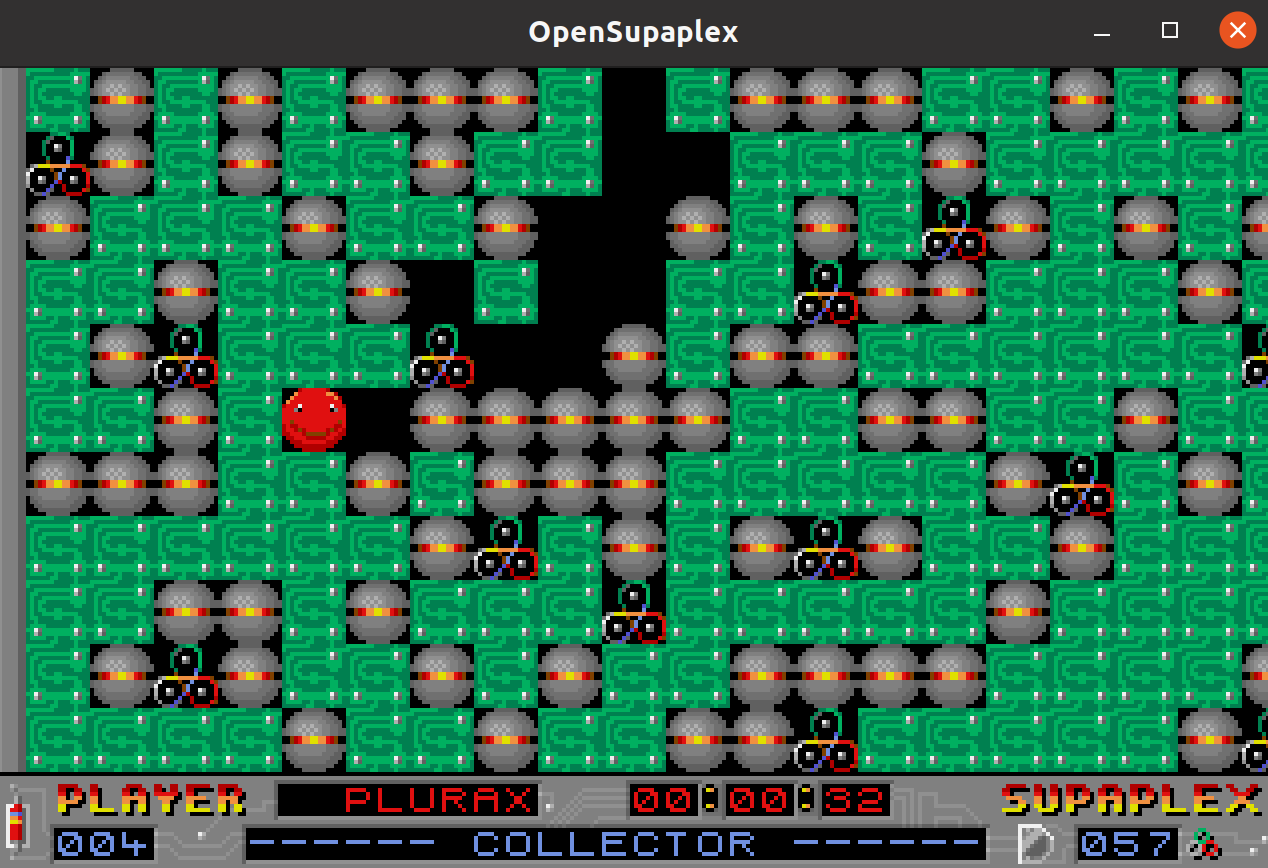 OpenSupaplex
PLAYER PLURAX 00:00:32 SUPAPLEX
004 ------ COLLECTOR ------ 057